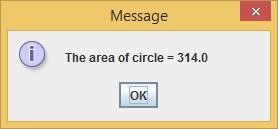 Message
The area of circle = 314.0
OK